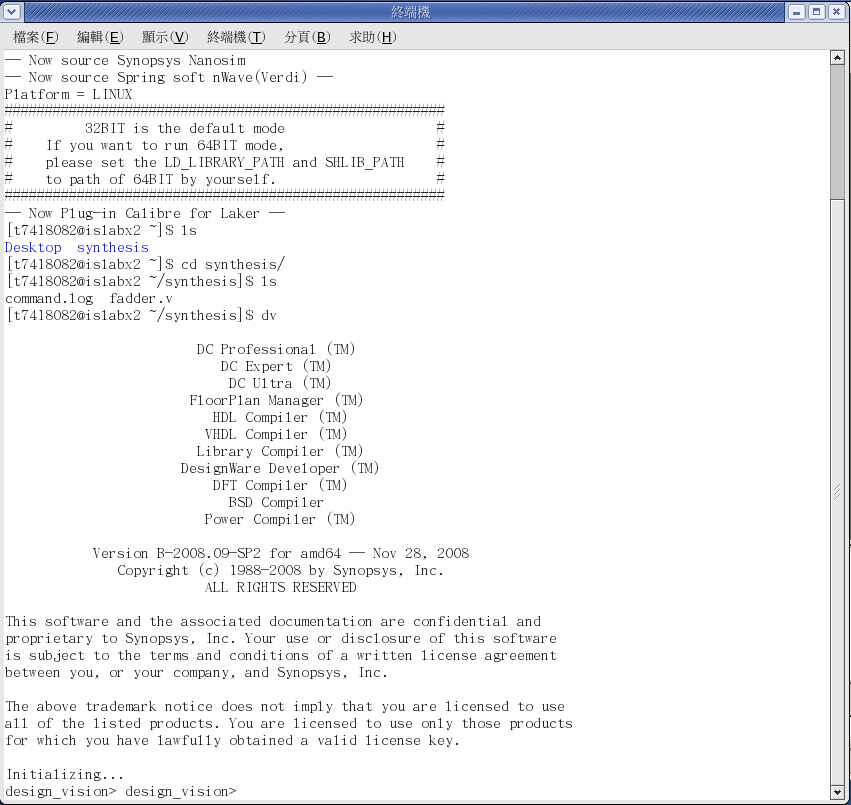 終端機
檔案(F) 編輯(E) 顯示(V) 終端機(T) 分頁(B) 求助(H)
-- Now source Synopsys Nanosim
-- Now source Spring soft nWave(Verdi) --
Platform = LINUX
#######################################################
#         32BIT is the default mode                   #
#    If you want to run 64BIT mode,                   #
#    please set the LD_LIBRARY_PATH and SHLIB_PATH    #
#    to path of 64BIT by yourself.                    #
#######################################################
-- Now Plug-in Calibre for Laker --
[t7418082@islabx2 ~]$ ls
Desktop  synthesis
[t7418082@islabx2 ~]$ cd synthesis/
[t7418082@islabx2 ~/synthesis]$ ls
command.log  fadder.v
[t7418082@islabx2 ~/synthesis]$ dv
DC Professional (TM)
DC Expert (TM)
DC Ultra (TM)
FloorPlan Manager (TM)
HDL Compiler (TM)
VHDL Compiler (TM)
Library Compiler (TM)
DesignWare Developer (TM)
DFT Compiler (TM)
BSD Compiler
Power Compiler (TM)
Version B-2008.09-SP2 for amd64 -- Nov 28, 2008
Copyright (c) 1988-2008 by Synopsys, Inc.
ALL RIGHTS RESERVED
This software and the associated documentation are confidential and
proprietary to Synopsys, Inc. Your use or disclosure of this software
is subject to the terms and conditions of a written license agreement
between you, or your company, and Synopsys, Inc.
The above trademark notice does not imply that you are licensed to use
all of the listed products. You are licensed to use only those products
for which you have lawfully obtained a valid license key.
Initializing...
design_vision> design_vision>